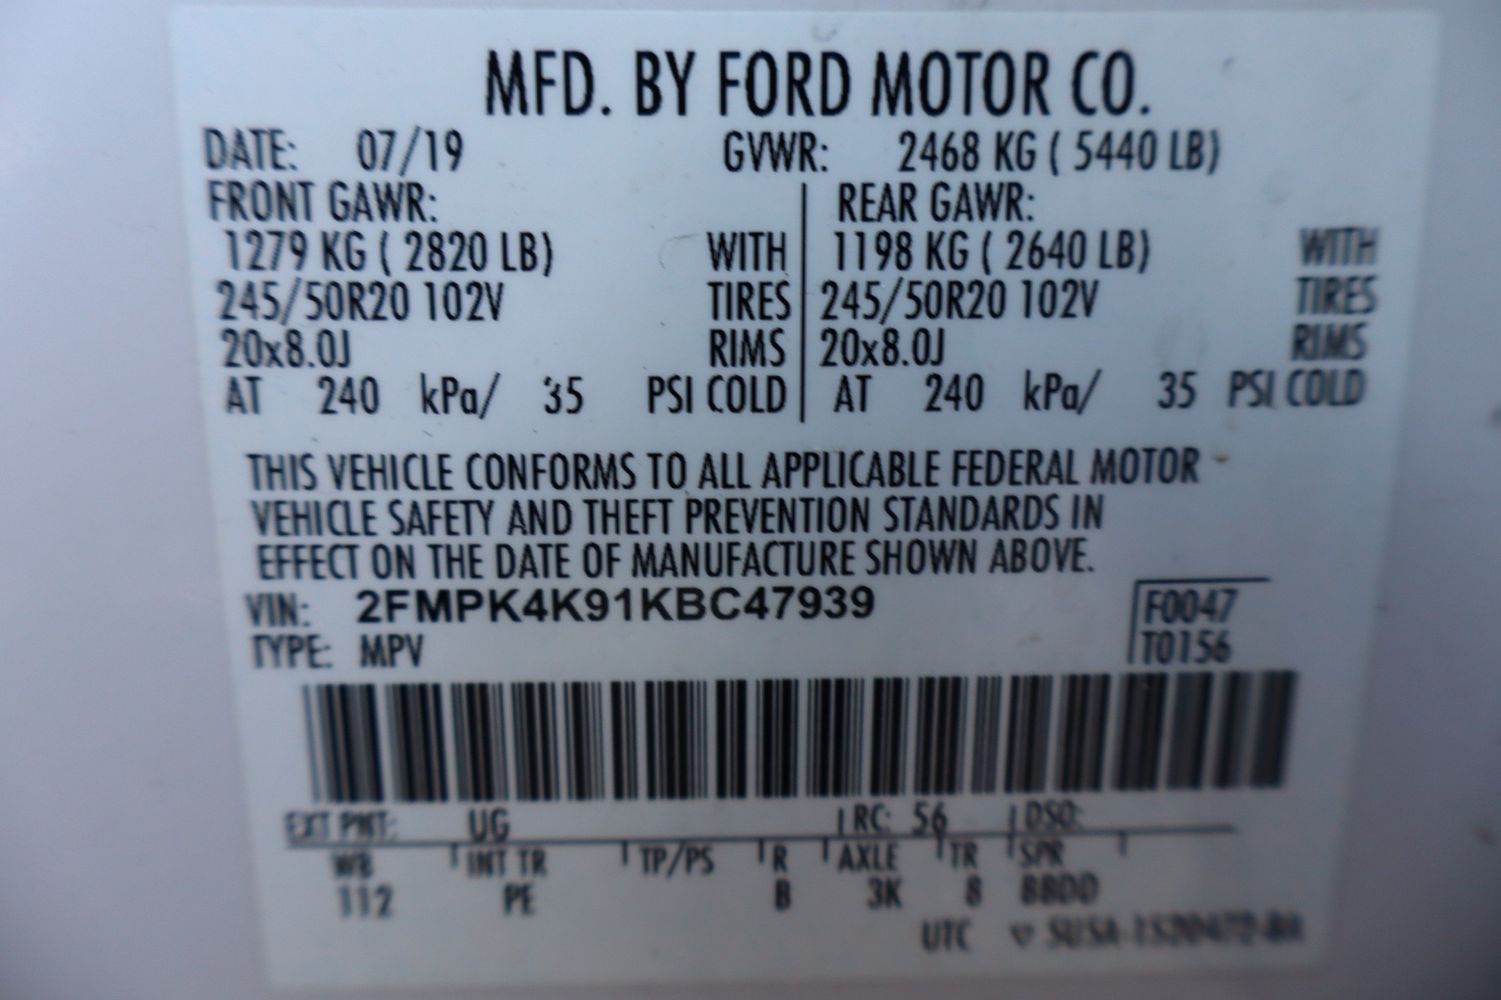 MFD. BY FORD MOTOR CO.
DATE: 07/19 GVWR: 2468 KG ( 5440 LB)
FRONT GAWR: REAR GAWR:
1279 KG ( 2820 LB) WITH 1198 KG ( 2640 LB) WITH
245/50R20 102V TIRES 245/50R20 102V TIRES
20x8.0J RIMS 20x8.0J RIMS
AT 240 kPa/ 35 PSI COLD AT 240 kPa/ 35 PSI COLD
THIS VEHICLE CONFORMS TO ALL APPLICABLE FEDERAL MOTOR
VEHICLE SAFETY AND THEFT PREVENTION STANDARDS IN
EFFECT ON THE DATE OF MANUFACTURE SHOWN ABOVE.
VIN: 2FMPK4K91KBC47939 F0047
TYPE: MPV T0156
EXT PNT: UG RC: 56 DSO:
WB INT TR TP/PS R AXLE TR SPR
112 PE B 3K 8 88DD
UTC